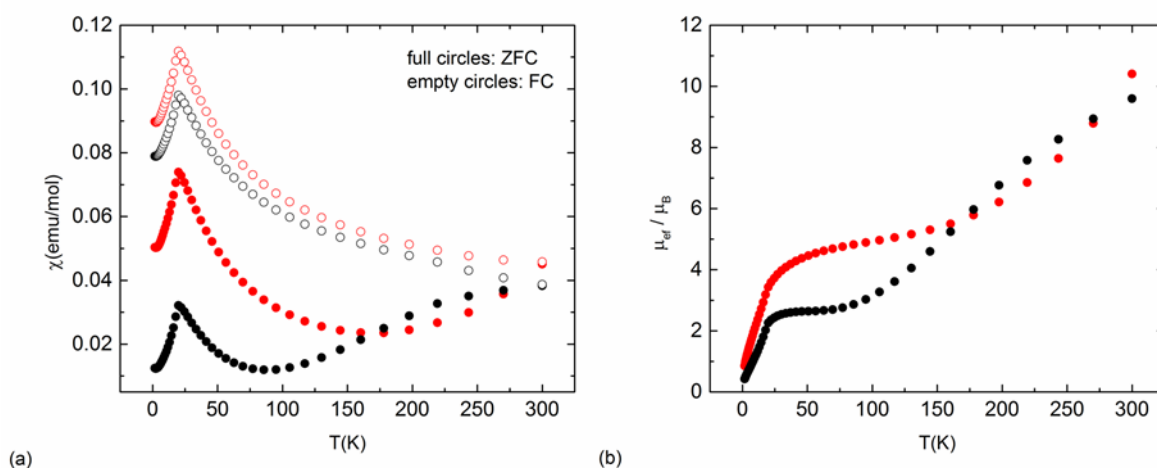 0.12
0.10
0.08
0.06
0.04
0.02
χ(emu/mol)
full circles: ZFC
empty circles: FC
0 50 100 150 200 250 300
T(K)
(a)
12
10
8
6
4
2
0
μef / μB
0 50 100 150 200 250 300
T(K)
(b)